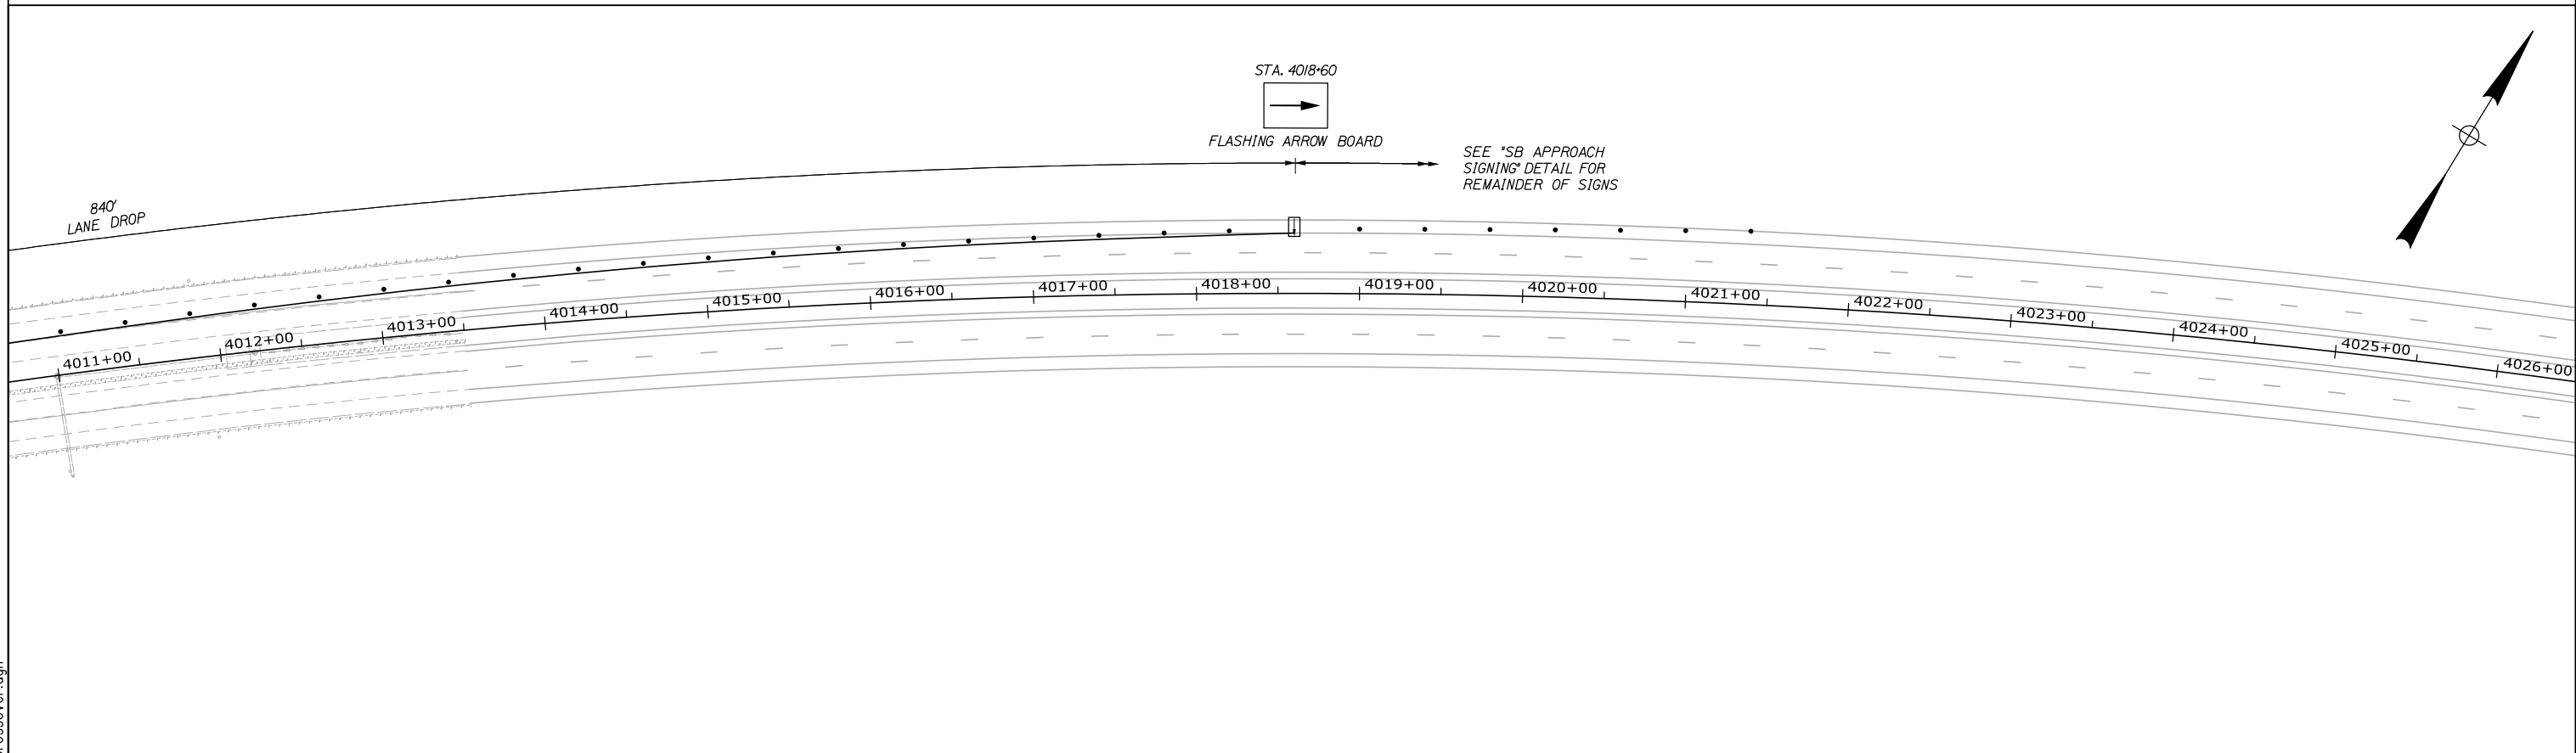 STA. 4018+60
FLASHING ARROW BOARD
SEE "SB APPROACH
SIGNING" DETAIL FOR
REMAINDER OF SIGNS
840'
LANE DROP
4011+00
4012+00
4013+00
4014+00
4015+00
4016+00
4017+00
4018+00
4019+00
4020+00
4021+00
4022+00
4023+00
4024+00
4025+00
4026+00